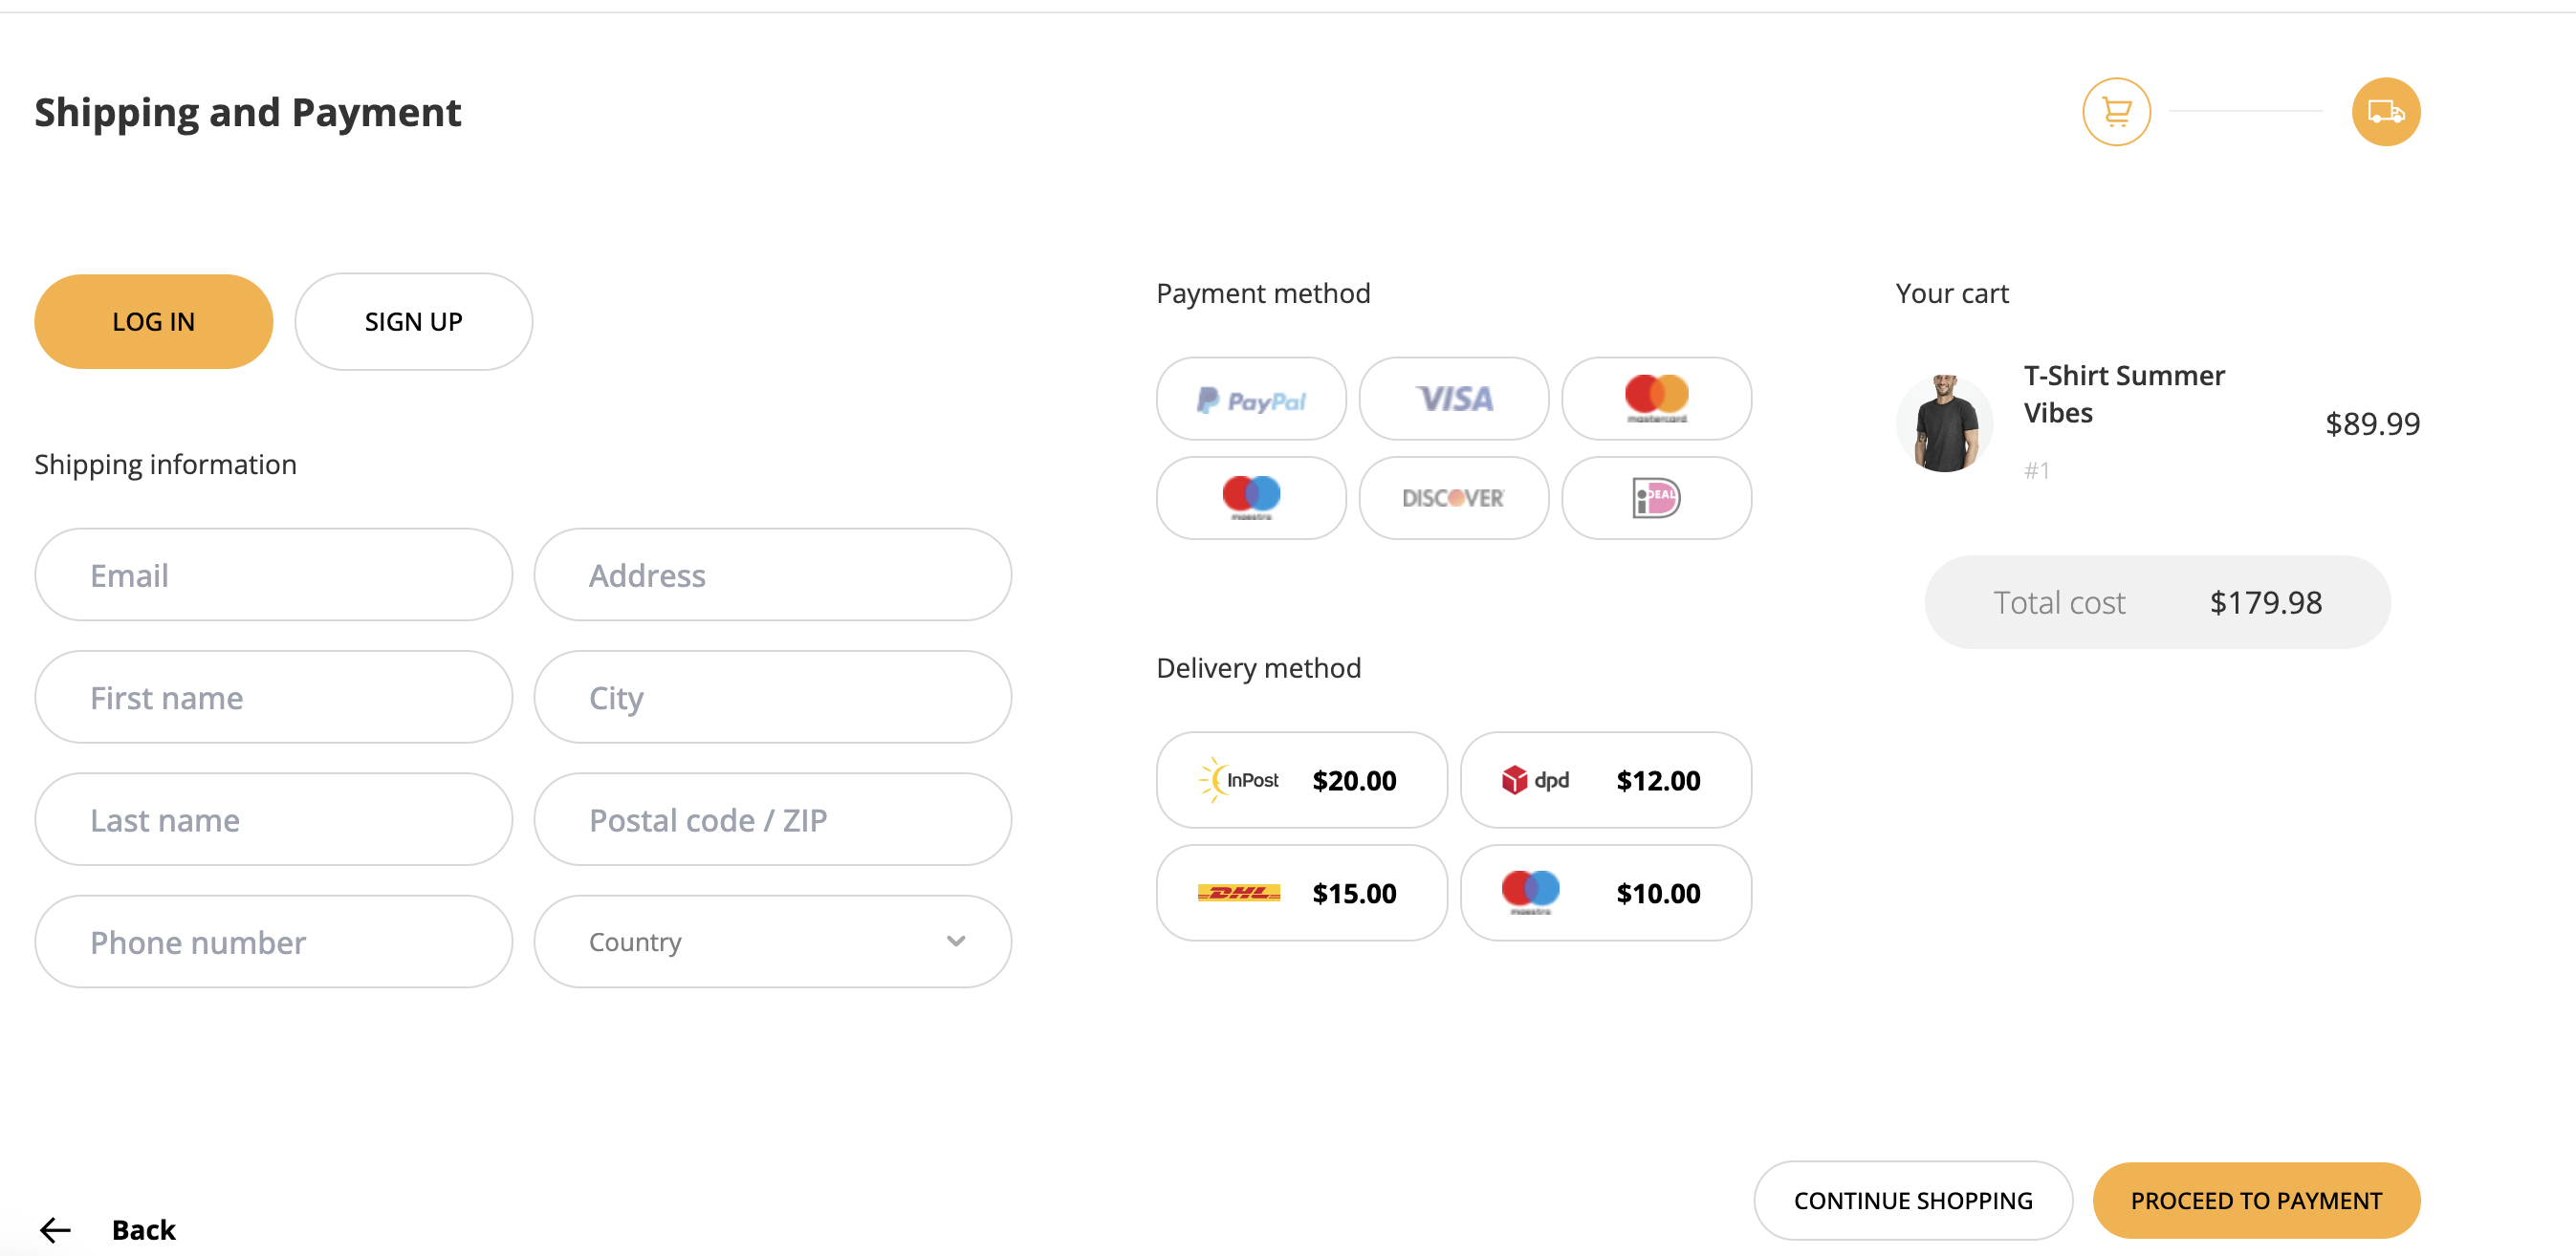 Shipping and Payment
LOG IN
SIGN UP
Shipping information
Email
Address
First name
City
Last name
Postal code / ZIP
Phone number
Country
Payment method
PayPal
VISA
mastercard
maestro
DISCOVER
iDEAL
Delivery method
InPost $20.00
dpd $12.00
DHL $15.00
maestro $10.00
Your cart
T-Shirt Summer
Vibes
$89.99
#1
Total cost $179.98
Back
CONTINUE SHOPPING
PROCEED TO PAYMENT